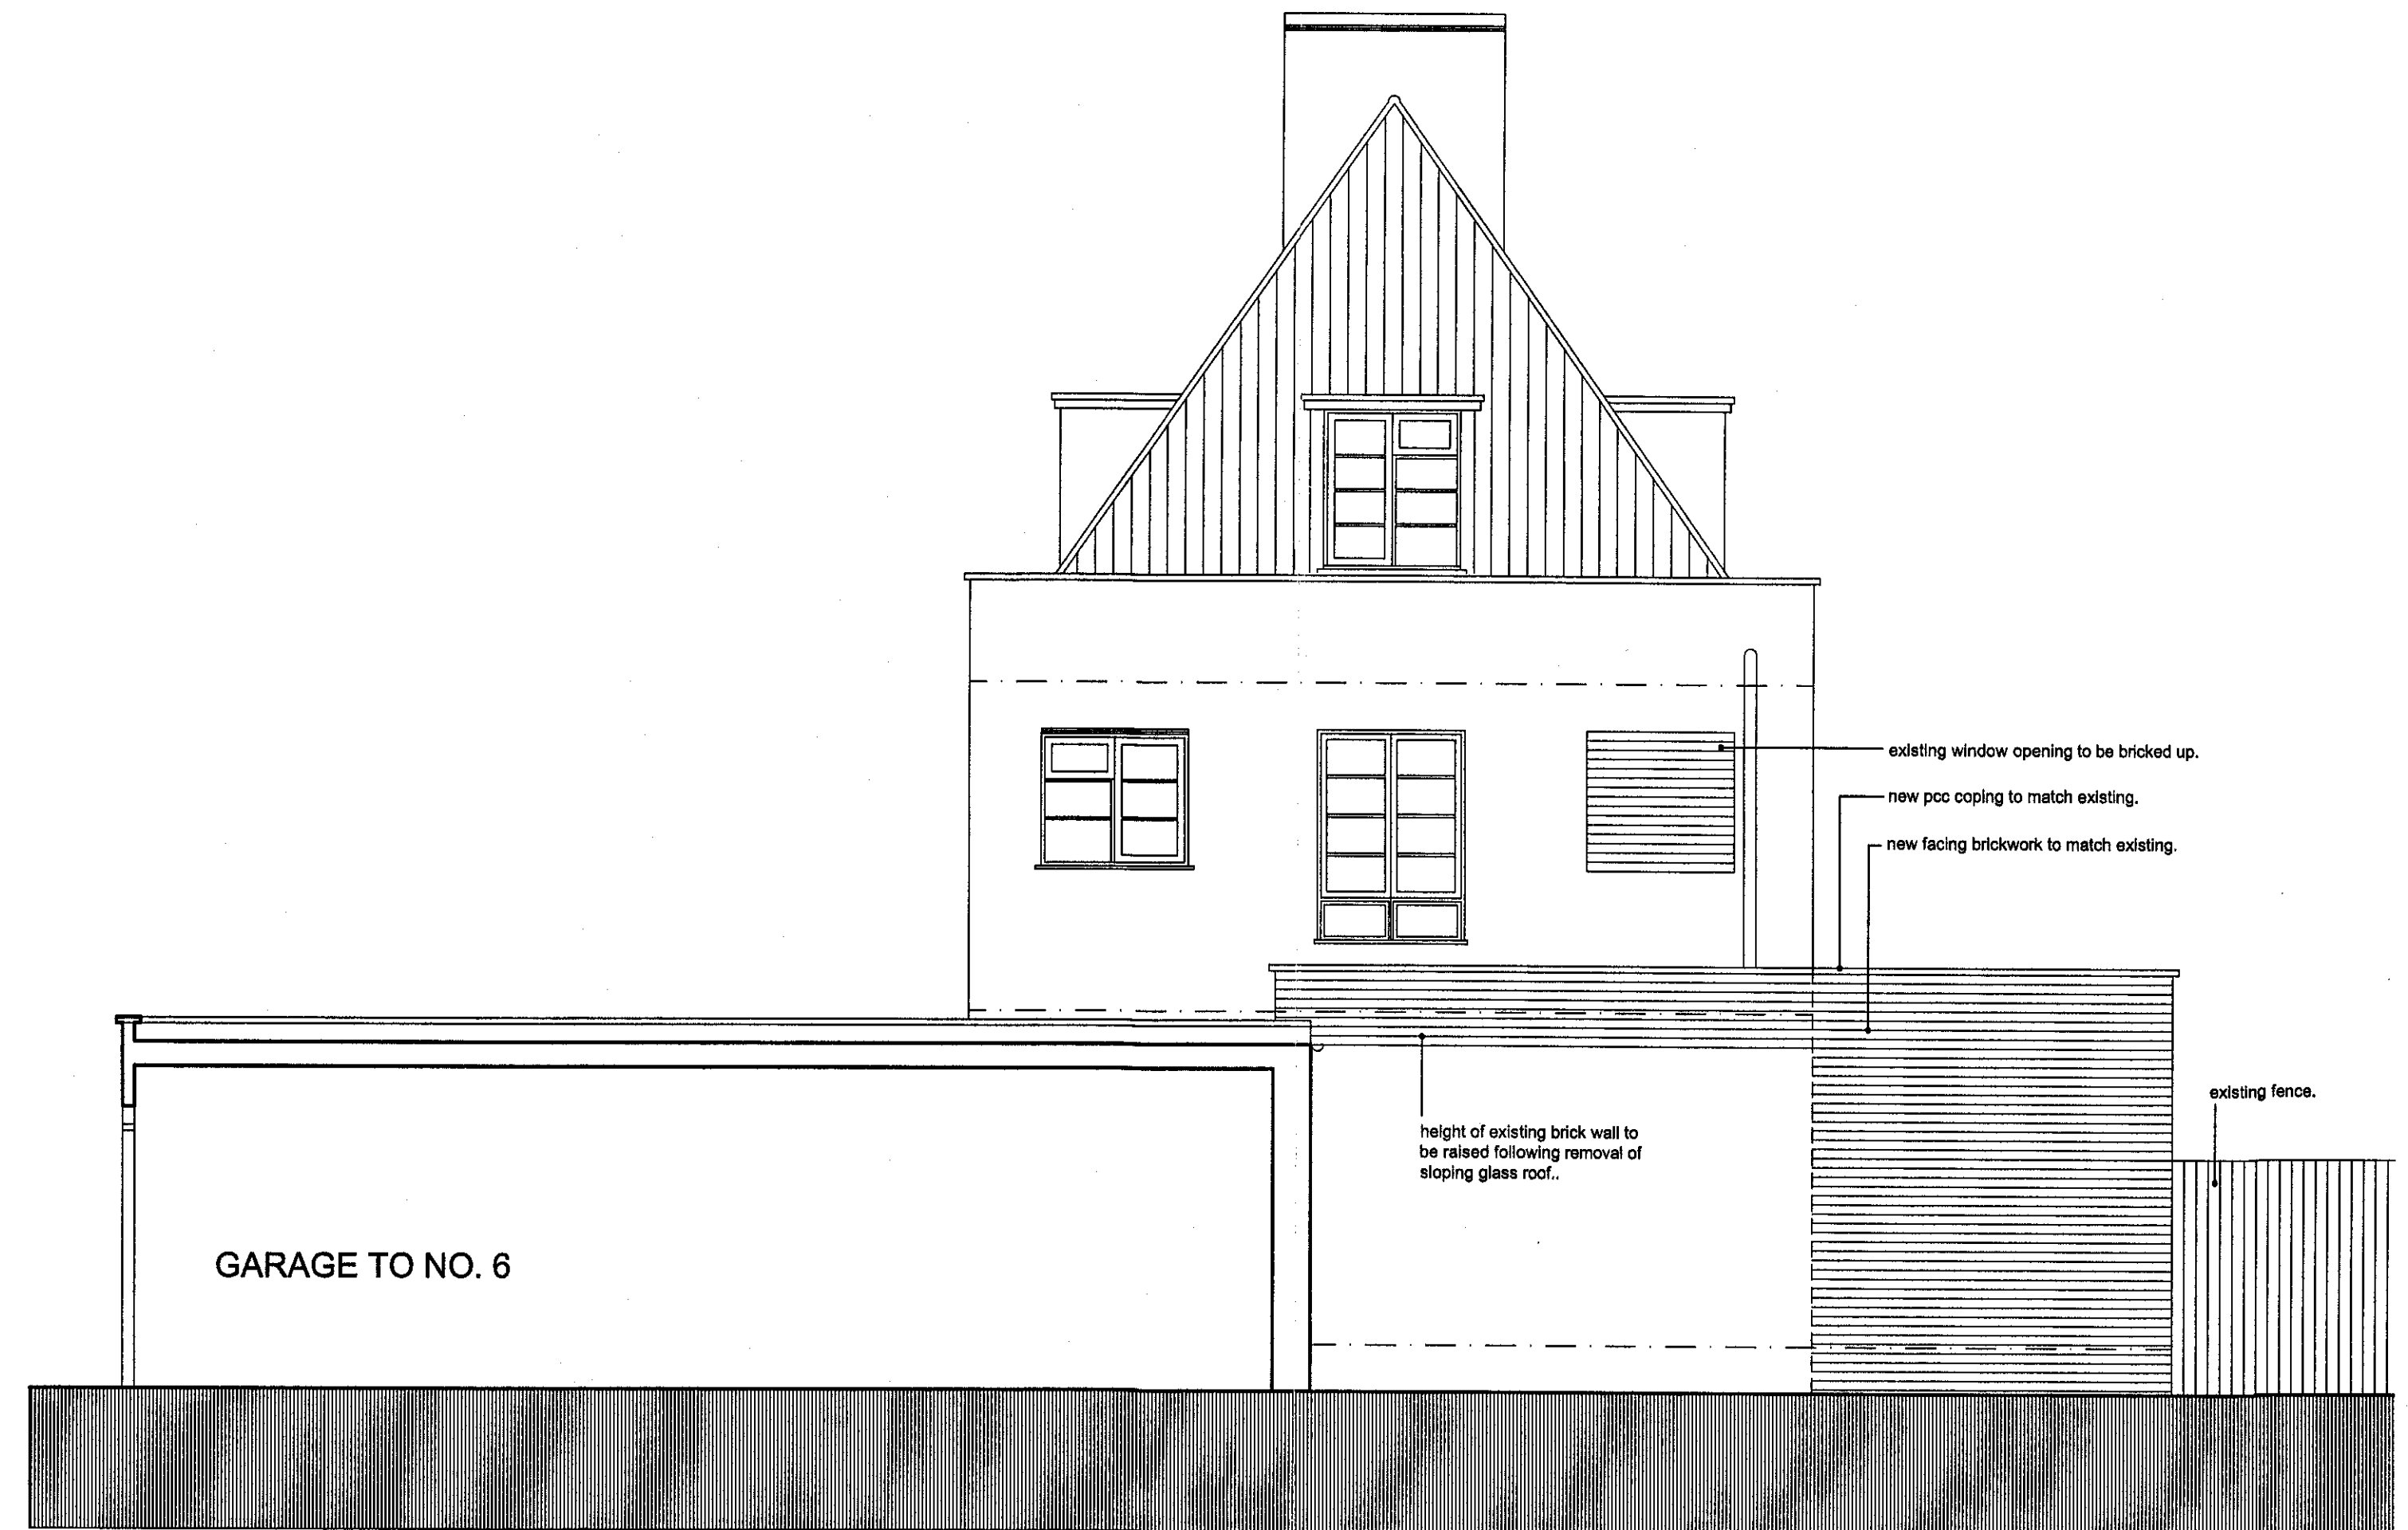 existing window opening to be bricked up.
new pcc coping to match existing.
new facing brickwork to match existing.
existing fence.
height of existing brick wall to
be raised following removal of
sloping glass roof..
GARAGE TO NO. 6